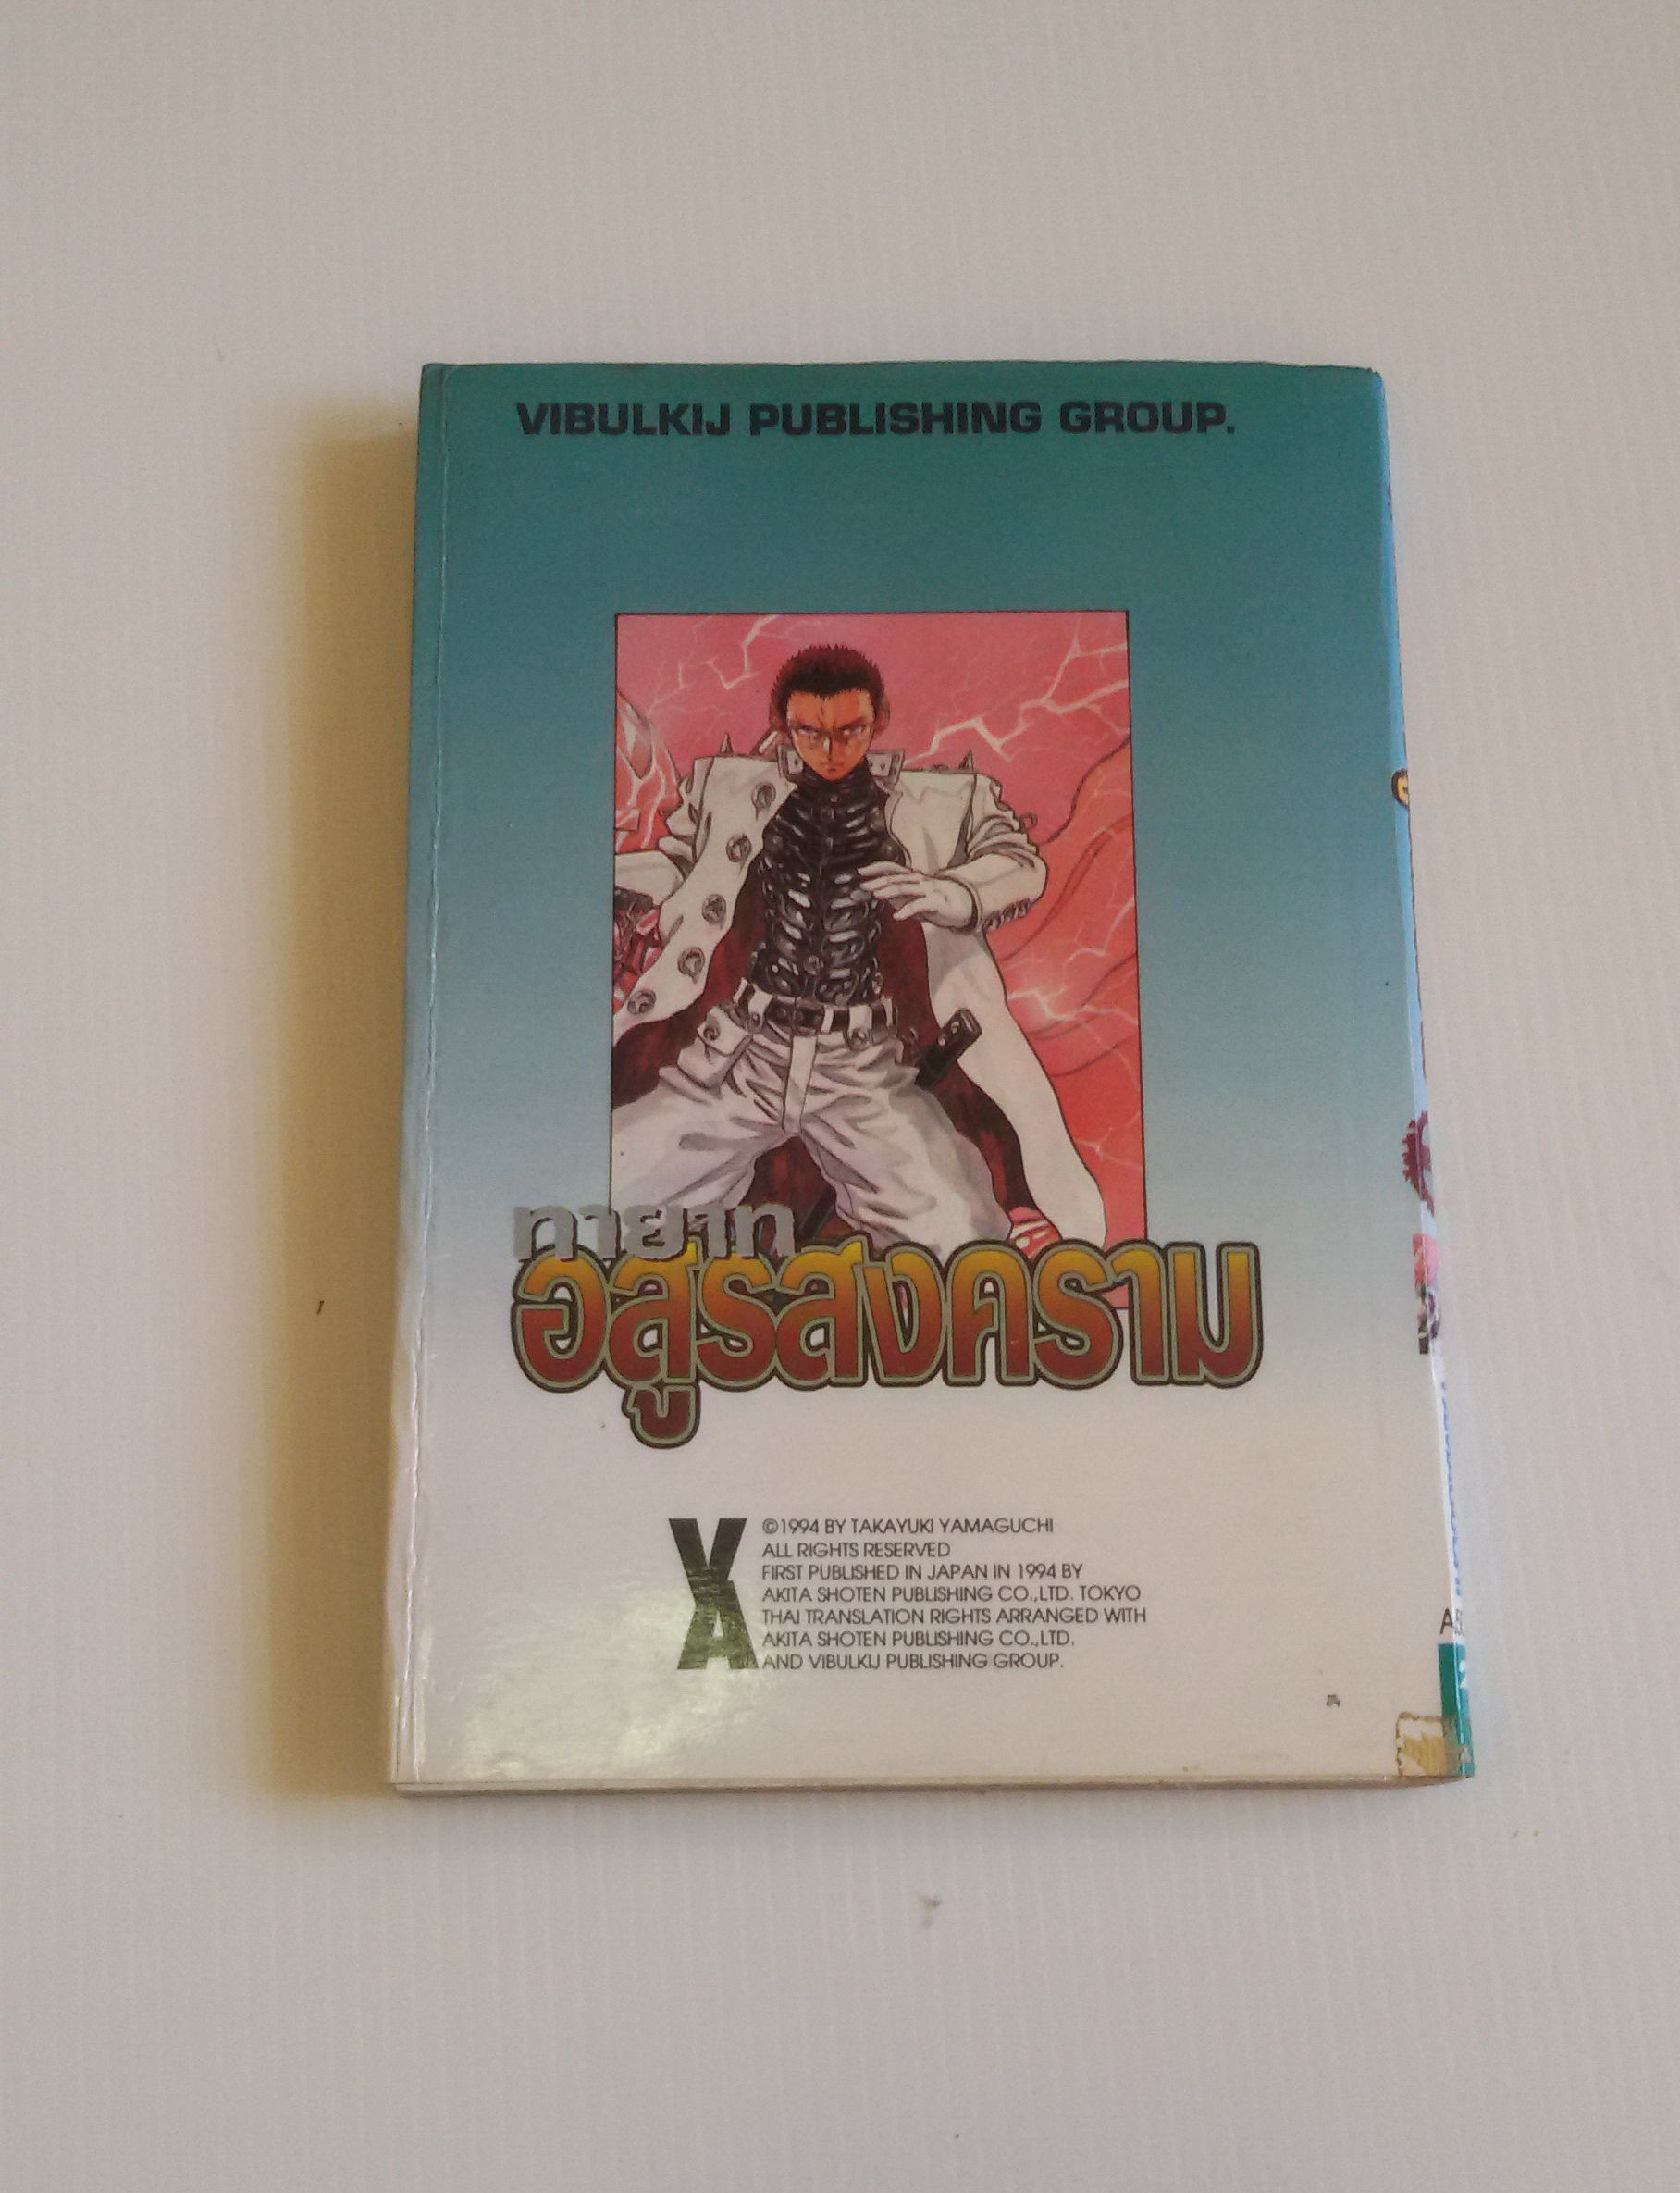 VIBULKIJ PUBLISHING GROUP.
ทายาท
อสูรสงคราม
YA
©1994 BY TAKAYUKI YAMAGUCHI
ALL RIGHTS RESERVED
FIRST PUBLISHED IN JAPAN IN 1994 BY
AKITA SHOTEN PUBLISHING CO.,LTD. TOKYO
THAI TRANSLATION RIGHTS ARRANGED WITH
AKITA SHOTEN PUBLISHING CO.,LTD.
AND VIBULKIJ PUBLISHING GROUP.